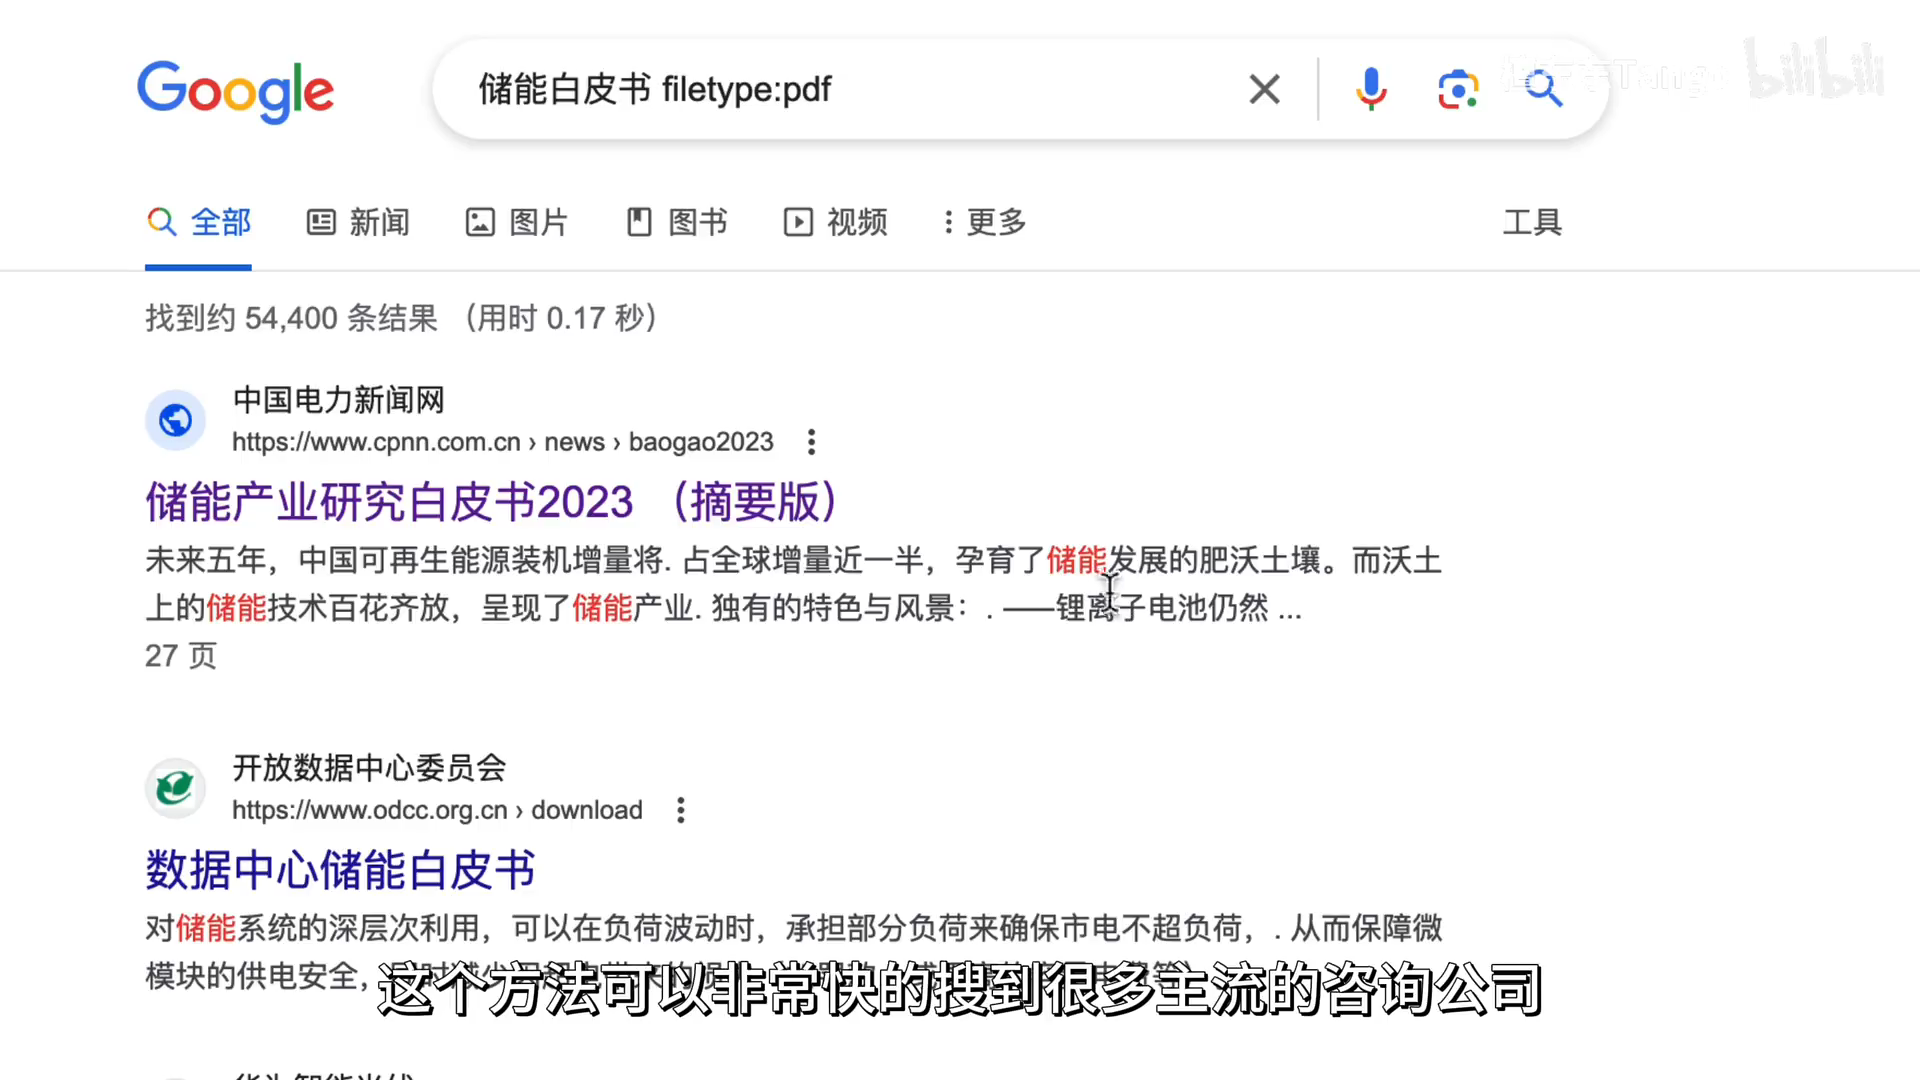 Google
储能白皮书 filetype:pdf
bilibili
全部 新闻 图片 图书 视频 更多 工具
找到约 54,400 条结果 （用时 0.17 秒）
中国电力新闻网
https://www.cpnn.com.cn › news › baogao2023
储能产业研究白皮书2023 （摘要版）
未来五年，中国可再生能源装机增量将. 占全球增量近一半，孕育了储能发展的肥沃土壤。而沃土
上的储能技术百花齐放，呈现了储能产业. 独有的特色与风景：. ——锂离子电池仍然 ...
27 页
开放数据中心委员会
https://www.odcc.org.cn › download
数据中心储能白皮书
对储能系统的深层次利用，可以在负荷波动时，承担部分负荷来确保市电不超负荷，. 从而保障微
模块的供电安全，
这个方法可以非常快的搜到很多主流的咨询公司